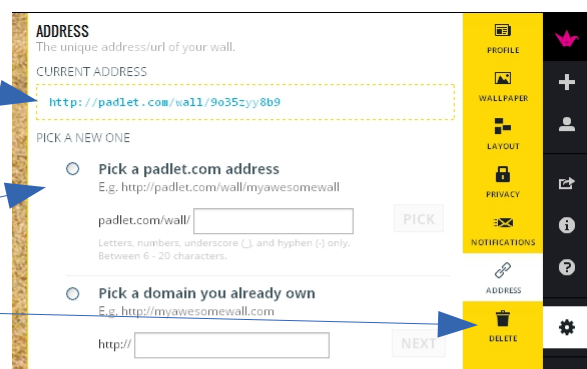 ADDRESS
The unique address/url of your wall.
CURRENT ADDRESS
http://padlet.com/wall/9o35zyy8b9
PICK A NEW ONE
Pick a padlet.com address
E.g. http://padlet.com/wall/myawesomewall
padlet.com/wall/
PICK
Letters, numbers, underscore (_), and hyphen (-) only.
Between 6 - 20 characters.
Pick a domain you already own
E.g. http://myawesomewall.com
http://
NEXT
PROFILE
WALLPAPER
LAYOUT
PRIVACY
NOTIFICATIONS
ADDRESS
DELETE